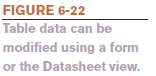 FIGURE 6-22
Table data can be
modified using a form
or the Datasheet view.